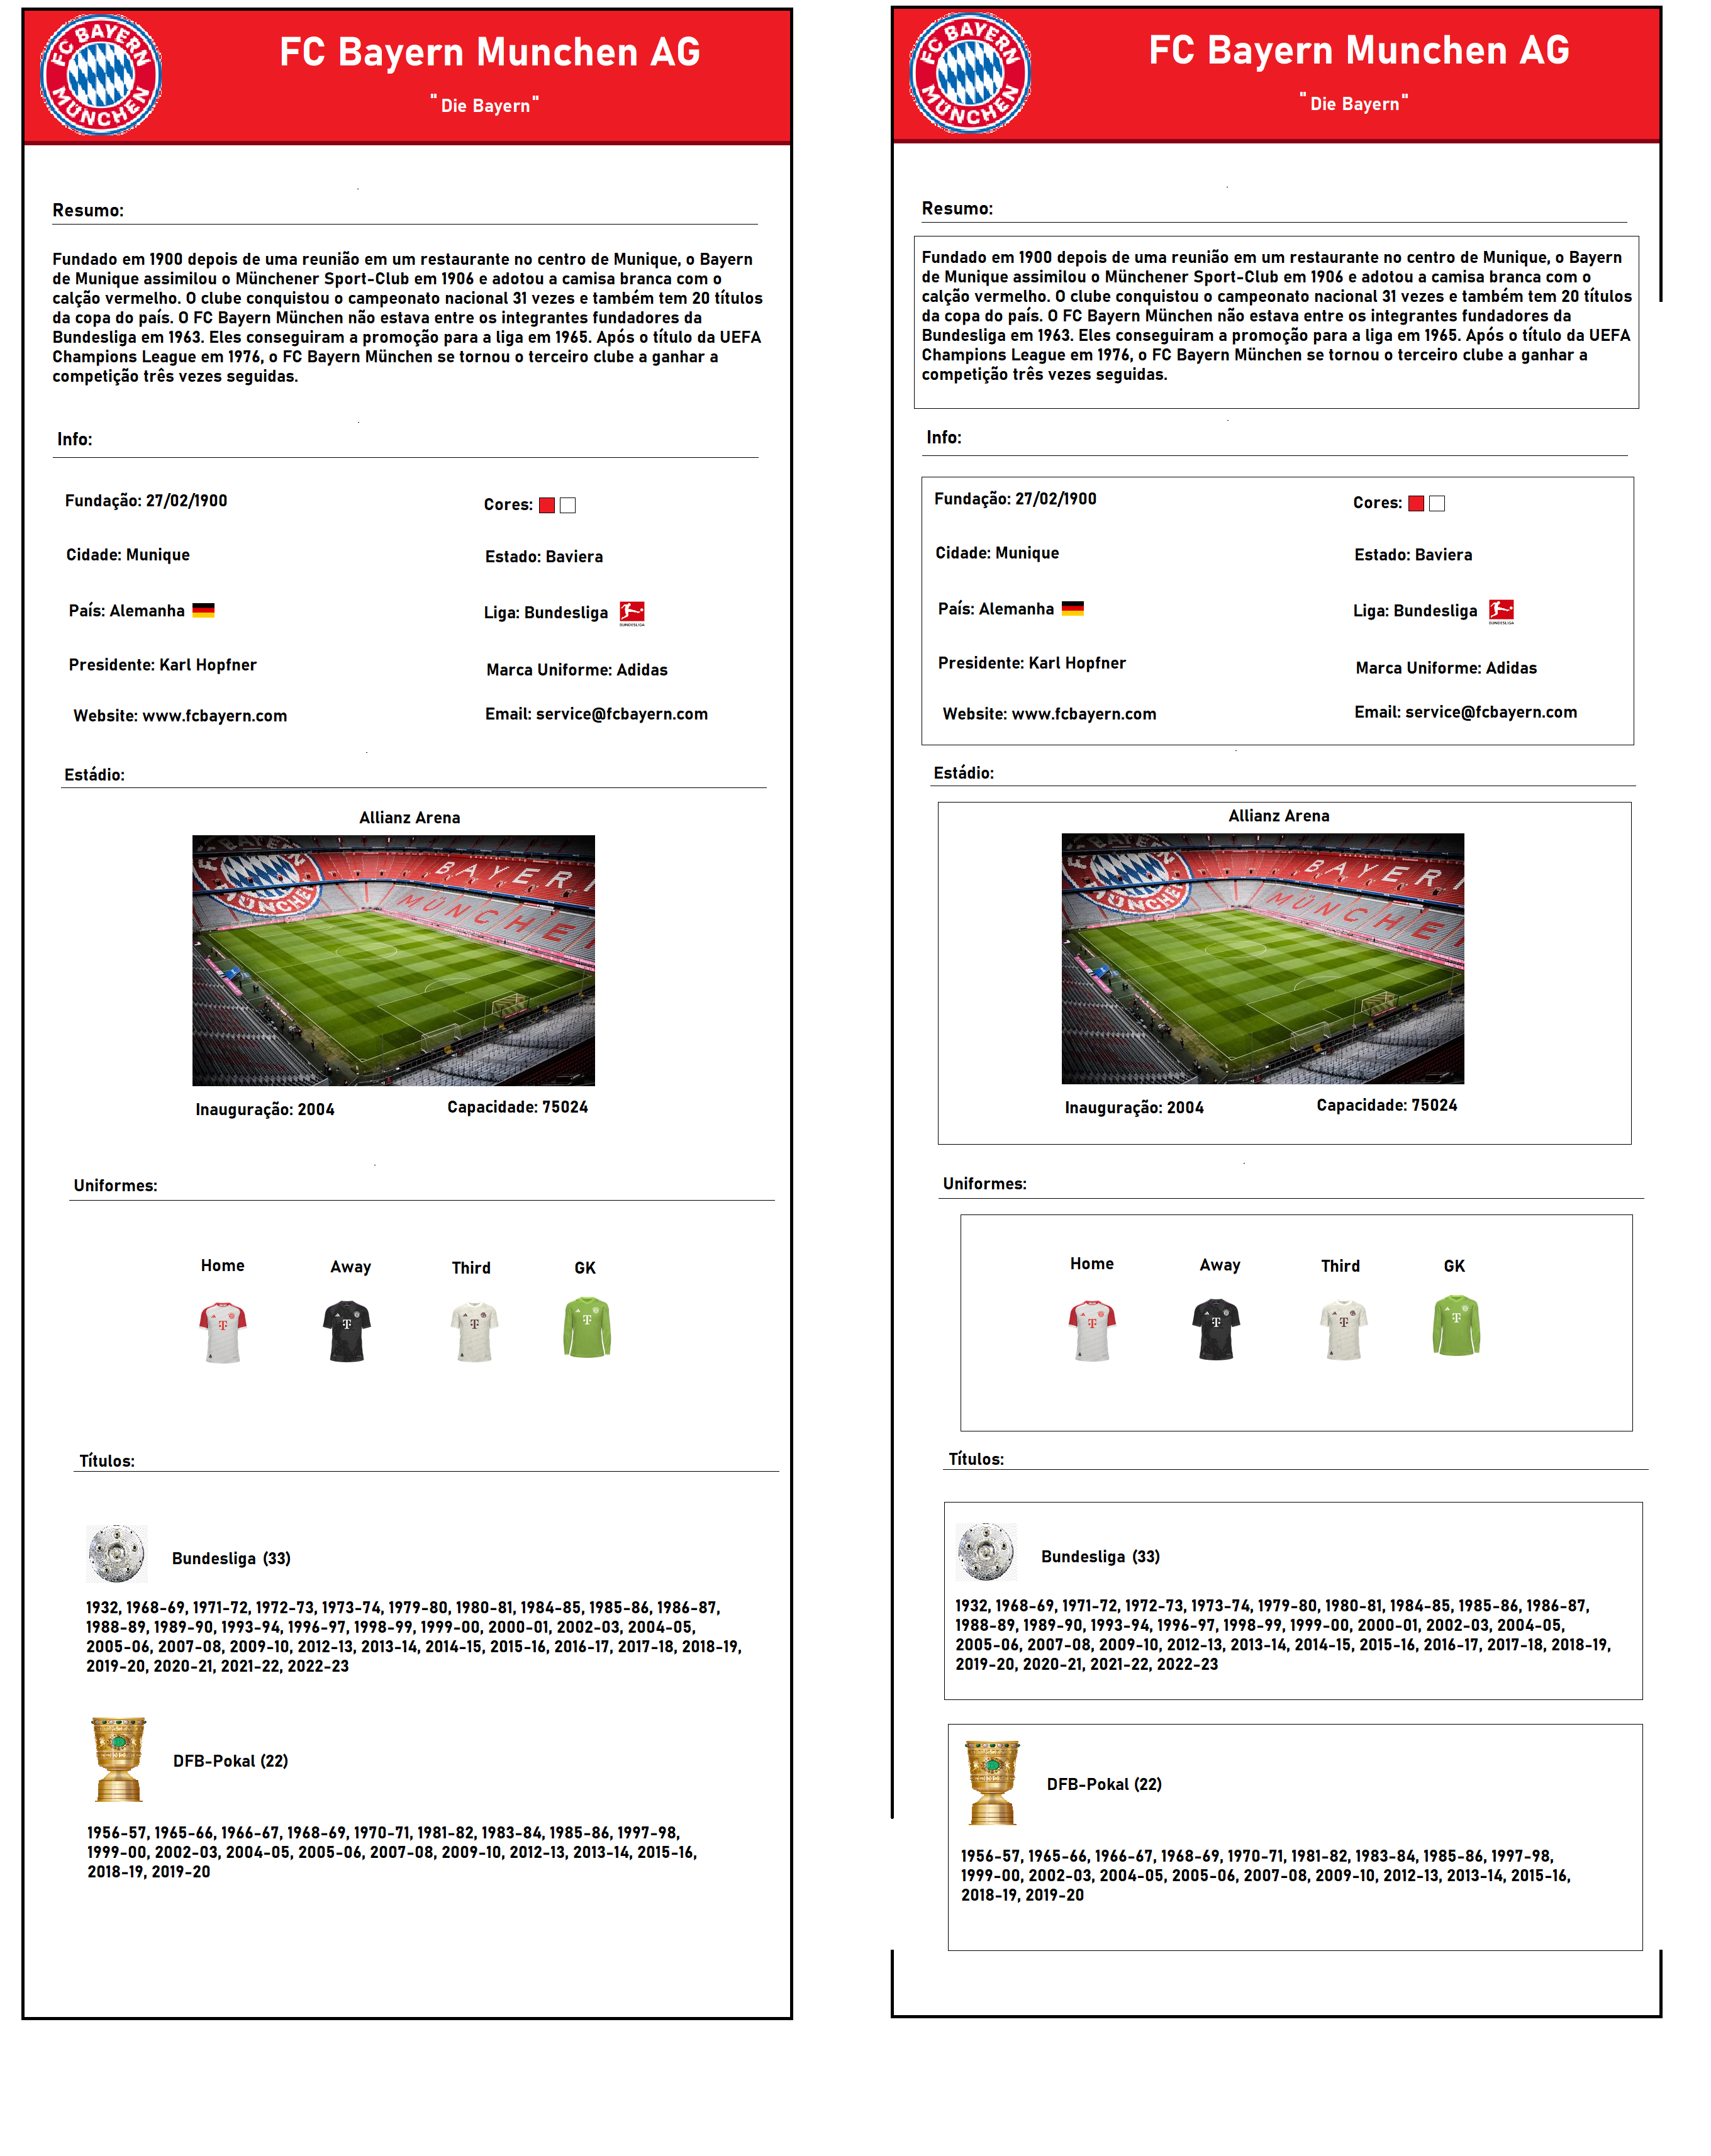 FC BAYERN
MÜNCHEN
FC Bayern Munchen AG
"Die Bayern"
Resumo:
Fundado em 1900 depois de uma reunião em um restaurante no centro de Munique, o Bayern
de Munique assimilou o Münchener Sport-Club em 1906 e adotou a camisa branca com o
calção vermelho. O clube conquistou o campeonato nacional 31 vezes e também tem 20 títulos
da copa do país. O FC Bayern München não estava entre os integrantes fundadores da
Bundesliga em 1963. Eles conseguiram a promoção para a liga em 1965. Após o título da UEFA
Champions League em 1976, o FC Bayern München se tornou o terceiro clube a ganhar a
competição três vezes seguidas.
Info:
Fundação: 27/02/1900
Cores:
Cidade: Munique
Estado: Baviera
País: Alemanha
Liga: Bundesliga
BUNDESLIGA
Presidente: Karl Hopfner
Marca Uniforme: Adidas
Website: www.fcbayern.com
Email: service@fcbayern.com
Estádio:
Allianz Arena
BAYER
MÜNCHE
Inauguração: 2004
Capacidade: 75024
Uniformes:
Home
Away
Third
GK
Títulos:
Bundesliga (33)
1932, 1968-69, 1971-72, 1972-73, 1973-74, 1979-80, 1980-81, 1984-85, 1985-86, 1986-87,
1988-89, 1989-90, 1993-94, 1996-97, 1998-99, 1999-00, 2000-01, 2002-03, 2004-05,
2005-06, 2007-08, 2009-10, 2012-13, 2013-14, 2014-15, 2015-16, 2016-17, 2017-18, 2018-19,
2019-20, 2020-21, 2021-22, 2022-23
DFB-Pokal (22)
1956-57, 1965-66, 1966-67, 1968-69, 1970-71, 1981-82, 1983-84, 1985-86, 1997-98,
1999-00, 2002-03, 2004-05, 2005-06, 2007-08, 2009-10, 2012-13, 2013-14, 2015-16,
2018-19, 2019-20
FC BAYERN
MÜNCHEN
FC Bayern Munchen AG
"Die Bayern"
Resumo:
Fundado em 1900 depois de uma reunião em um restaurante no centro de Munique, o Bayern
de Munique assimilou o Münchener Sport-Club em 1906 e adotou a camisa branca com o
calção vermelho. O clube conquistou o campeonato nacional 31 vezes e também tem 20 títulos
da copa do país. O FC Bayern München não estava entre os integrantes fundadores da
Bundesliga em 1963. Eles conseguiram a promoção para a liga em 1965. Após o título da UEFA
Champions League em 1976, o FC Bayern München se tornou o terceiro clube a ganhar a
competição três vezes seguidas.
Info:
Fundação: 27/02/1900
Cores:
Cidade: Munique
Estado: Baviera
País: Alemanha
Liga: Bundesliga
BUNDESLIGA
Presidente: Karl Hopfner
Marca Uniforme: Adidas
Website: www.fcbayern.com
Email: service@fcbayern.com
Estádio:
Allianz Arena
BAYER
MÜNCHE
Inauguração: 2004
Capacidade: 75024
Uniformes:
Home
Away
Third
GK
Títulos:
Bundesliga (33)
1932, 1968-69, 1971-72, 1972-73, 1973-74, 1979-80, 1980-81, 1984-85, 1985-86, 1986-87,
1988-89, 1989-90, 1993-94, 1996-97, 1998-99, 1999-00, 2000-01, 2002-03, 2004-05,
2005-06, 2007-08, 2009-10, 2012-13, 2013-14, 2014-15, 2015-16, 2016-17, 2017-18, 2018-19,
2019-20, 2020-21, 2021-22, 2022-23
DFB-Pokal (22)
1956-57, 1965-66, 1966-67, 1968-69, 1970-71, 1981-82, 1983-84, 1985-86, 1997-98,
1999-00, 2002-03, 2004-05, 2005-06, 2007-08, 2009-10, 2012-13, 2013-14, 2015-16,
2018-19, 2019-20